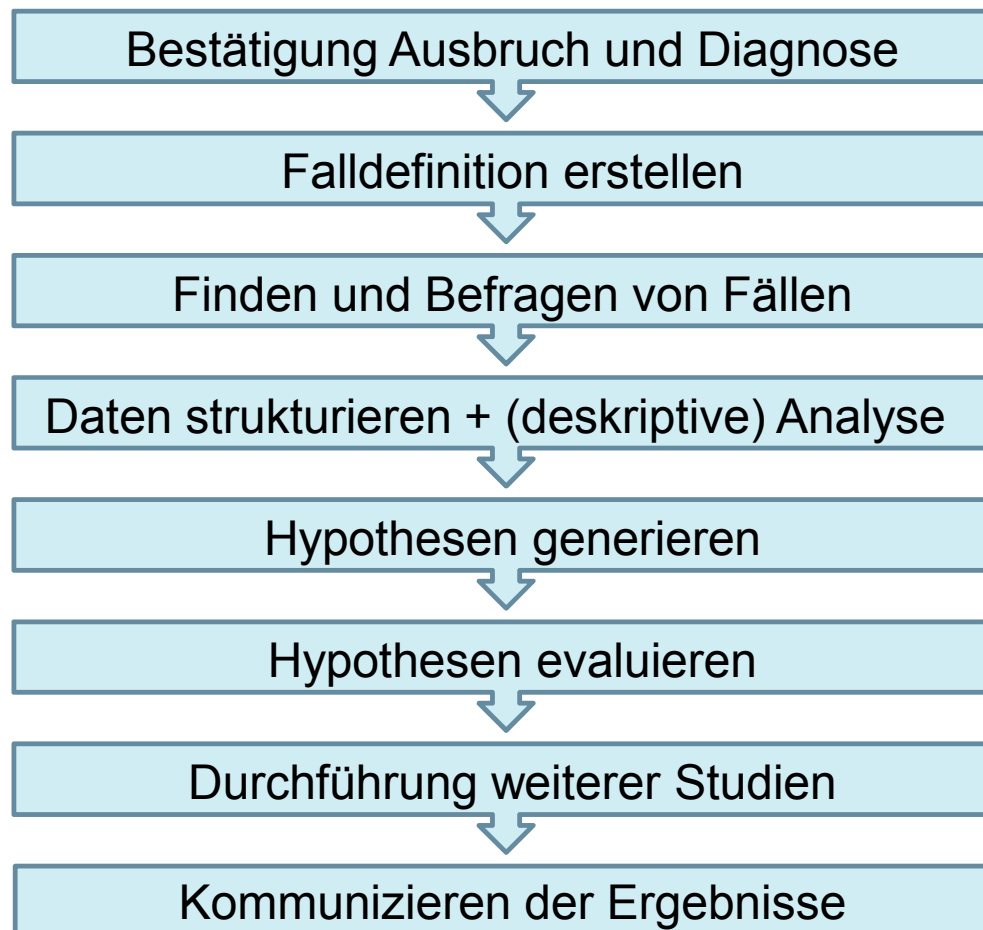 Bestätigung Ausbruch und Diagnose
Falldefinition erstellen
Finden und Befragen von Fällen
Daten strukturieren + (deskriptive) Analyse
Hypothesen generieren
Hypothesen evaluieren
Durchführung weiterer Studien
Kommunizieren der Ergebnisse